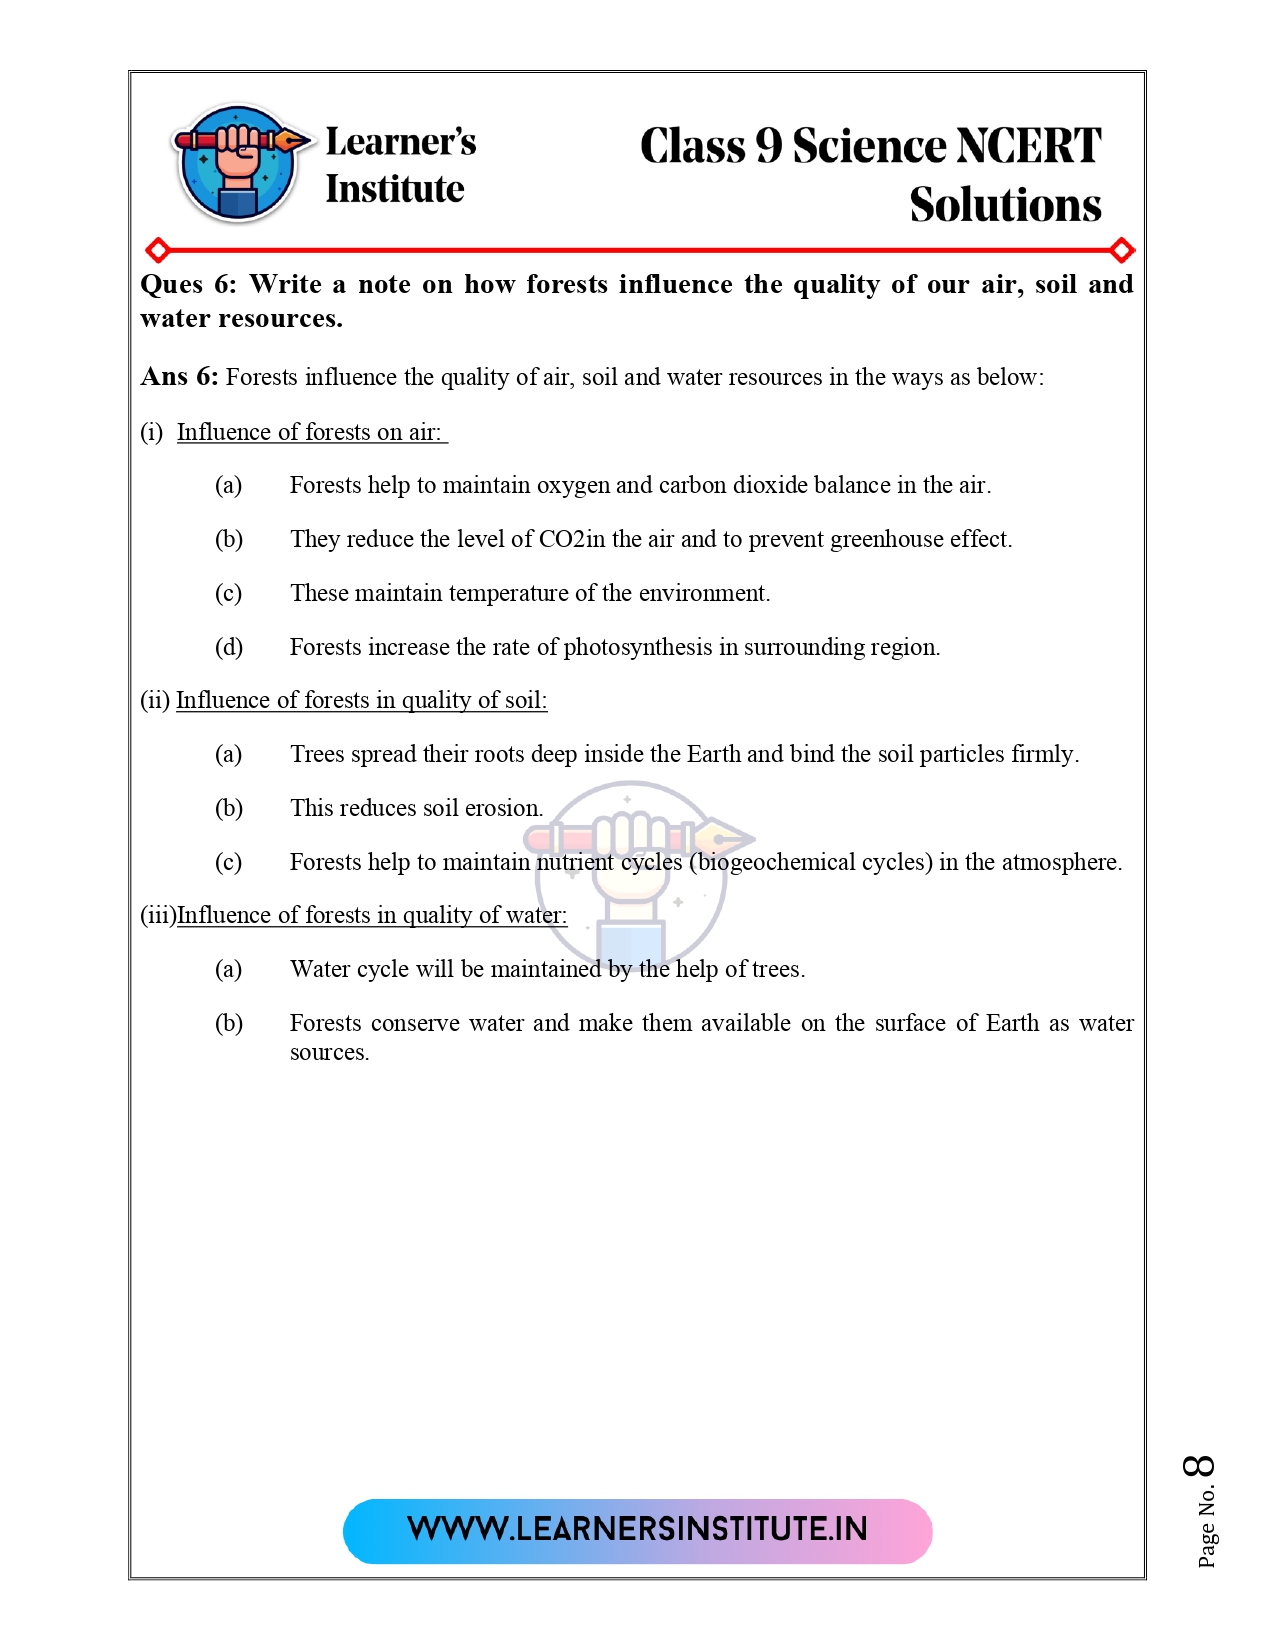 Learner's
Institute
Class 9 Science NCERT
Solutions
Ques 6: Write a note on how forests influence the quality of our air, soil and
water resources.
Ans 6: Forests influence the quality of air, soil and water resources in the ways as below:
(i) Influence of forests on air:
(a) Forests help to maintain oxygen and carbon dioxide balance in the air.
(b) They reduce the level of CO2in the air and to prevent greenhouse effect.
(c) These maintain temperature of the environment.
(d) Forests increase the rate of photosynthesis in surrounding region.
(ii) Influence of forests in quality of soil:
(a) Trees spread their roots deep inside the Earth and bind the soil particles firmly.
(b) This reduces soil erosion.
(c) Forests help to maintain nutrient cycles (biogeochemical cycles) in the atmosphere.
(iii)Influence of forests in quality of water:
(a) Water cycle will be maintained by the help of trees.
(b) Forests conserve water and make them available on the surface of Earth as water
sources.
WWW.LEARNERSINSTITUTE.IN
Page No. 8